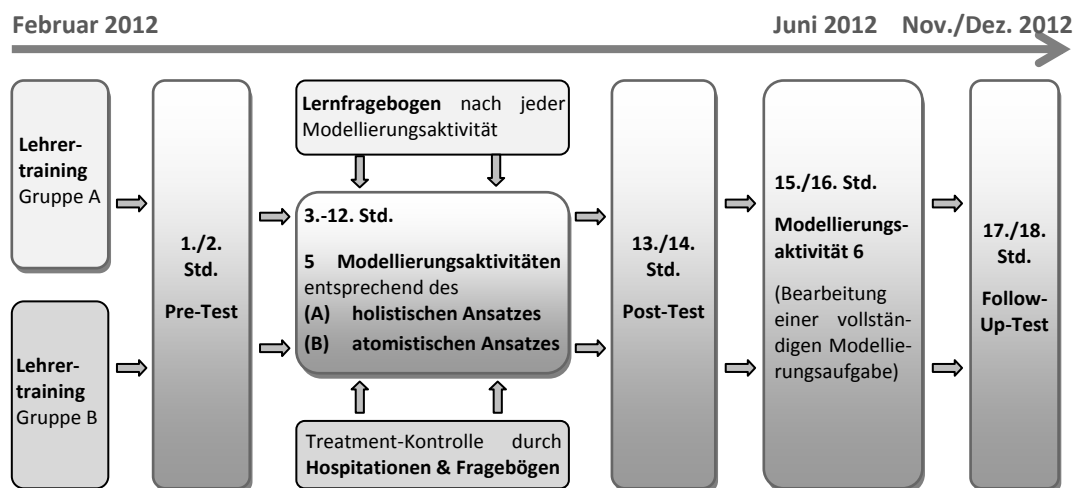 Februar 2012
Juni 2012
Nov./Dez. 2012
Lehrer-
training
Gruppe A
Lehrer-
training
Gruppe B
1./2.
Std.
Pre-Test
Lernfragebogen nach jeder
Modellierungsaktivität
3.-12. Std.
5 Modellierungsaktivitäten
entsprechend des
(A) holistischen Ansatzes
(B) atomistischen Ansatzes
Treatment-Kontrolle durch
Hospitationen & Fragebögen
13./14.
Std.
Post-Test
15./16. Std.
Modellierungs-
aktivität 6
(Bearbeitung
einer vollstän-
digen Modellie-
rungsaufgabe)
17./18.
Std.
Follow-
Up-Test